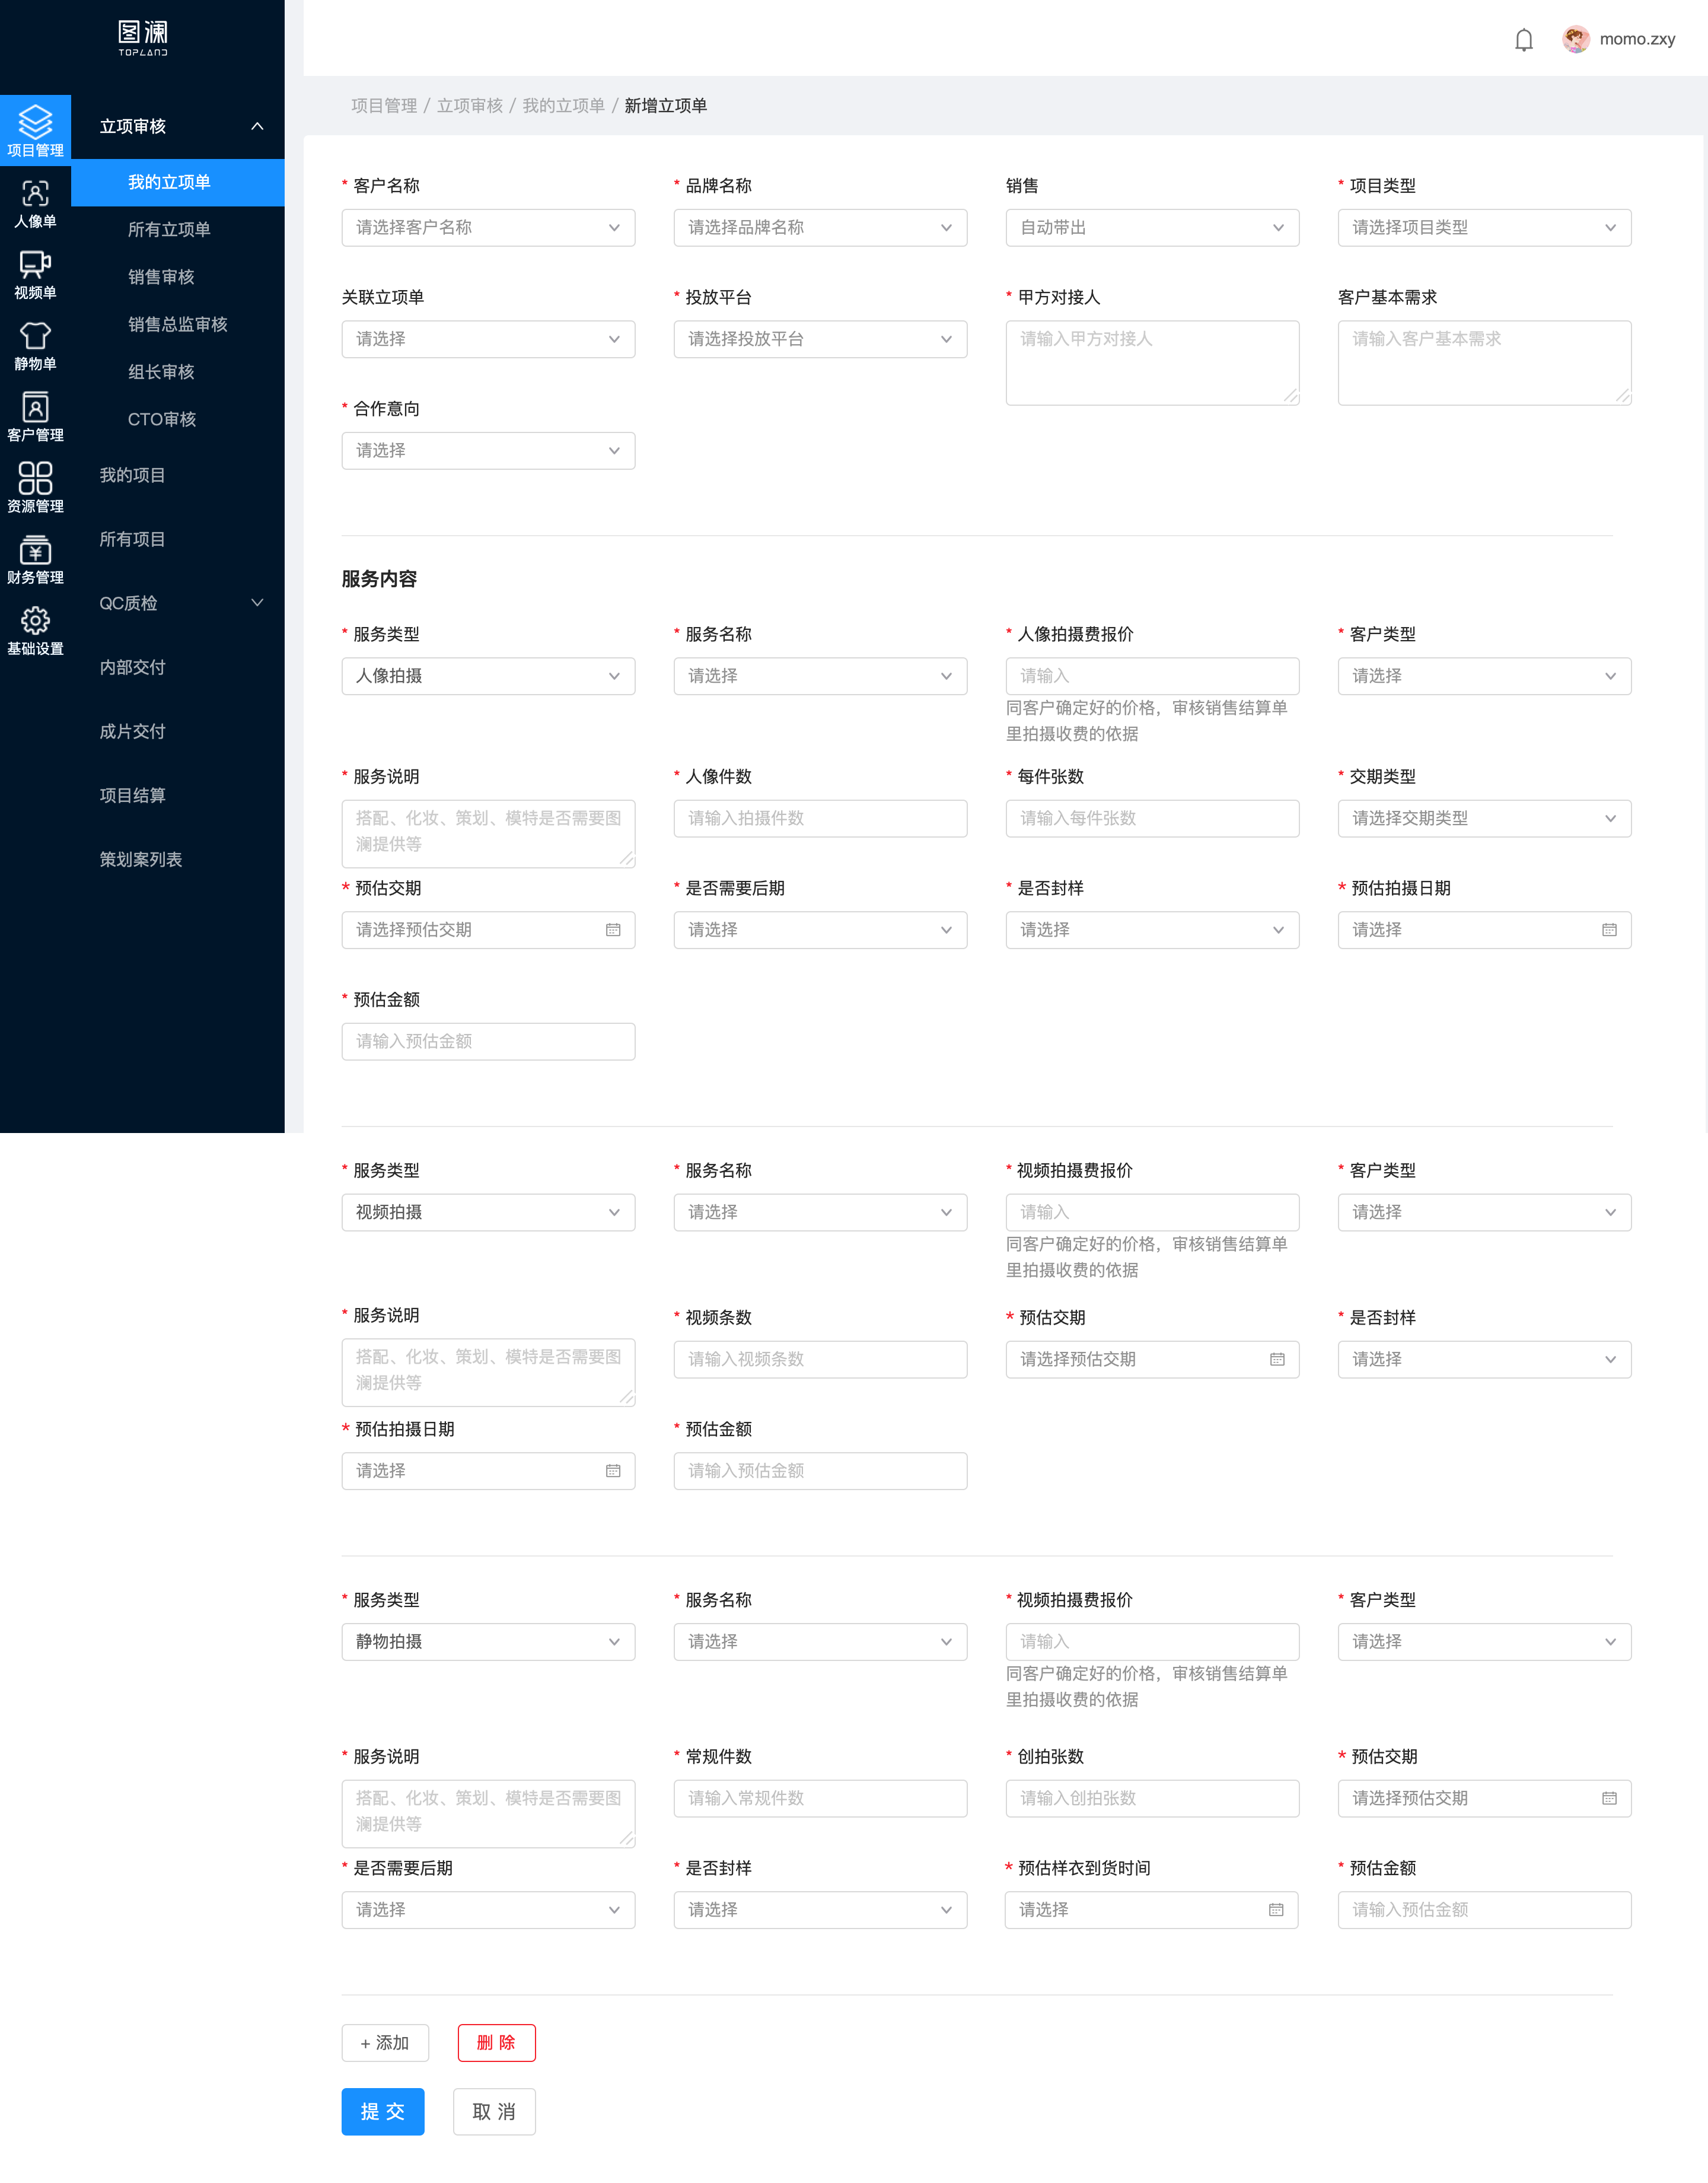 图澜
TOPLAND
momo.zxy
项目管理
人像单
视频单
静物单
客户管理
资源管理
财务管理
基础设置
立项审核
我的立项单
所有立项单
销售审核
销售总监审核
组长审核
CTO审核
我的项目
所有项目
QC质检
内部交付
成片交付
项目结算
策划案列表
项目管理 / 立项审核 / 我的立项单 / 新增立项单
* 客户名称 * 品牌名称 销售 * 项目类型
请选择客户名称 请选择品牌名称 自动带出 请选择项目类型
关联立项单 * 投放平台 * 甲方对接人 客户基本需求
请选择 请选择投放平台 请输入甲方对接人 请输入客户基本需求
* 合作意向
请选择
服务内容
* 服务类型 * 服务名称 * 人像拍摄费报价 * 客户类型
人像拍摄 请选择 请输入 请选择
同客户确定好的价格，审核销售结算单
里拍摄收费的依据
* 服务说明 * 人像件数 * 每件张数 * 交期类型
搭配、化妆、策划、模特是否需要图 请输入拍摄件数 请输入每件张数 请选择交期类型
澜提供等
* 预估交期 * 是否需要后期 * 是否封样 * 预估拍摄日期
请选择预估交期 请选择 请选择 请选择
* 预估金额
请输入预估金额
* 服务类型 * 服务名称 * 视频拍摄费报价 * 客户类型
视频拍摄 请选择 请输入 请选择
同客户确定好的价格，审核销售结算单
里拍摄收费的依据
* 服务说明 * 视频条数 * 预估交期 * 是否封样
搭配、化妆、策划、模特是否需要图 请输入视频条数 请选择预估交期 请选择
澜提供等
* 预估拍摄日期 * 预估金额
请选择 请输入预估金额
* 服务类型 * 服务名称 * 视频拍摄费报价 * 客户类型
静物拍摄 请选择 请输入 请选择
同客户确定好的价格，审核销售结算单
里拍摄收费的依据
* 服务说明 * 常规件数 * 创拍张数 * 预估交期
搭配、化妆、策划、模特是否需要图 请输入常规件数 请输入创拍张数 请选择预估交期
澜提供等
* 是否需要后期 * 是否封样 * 预估样衣到货时间 * 预估金额
请选择 请选择 请选择 请输入预估金额
+ 添加 删 除
提 交 取 消